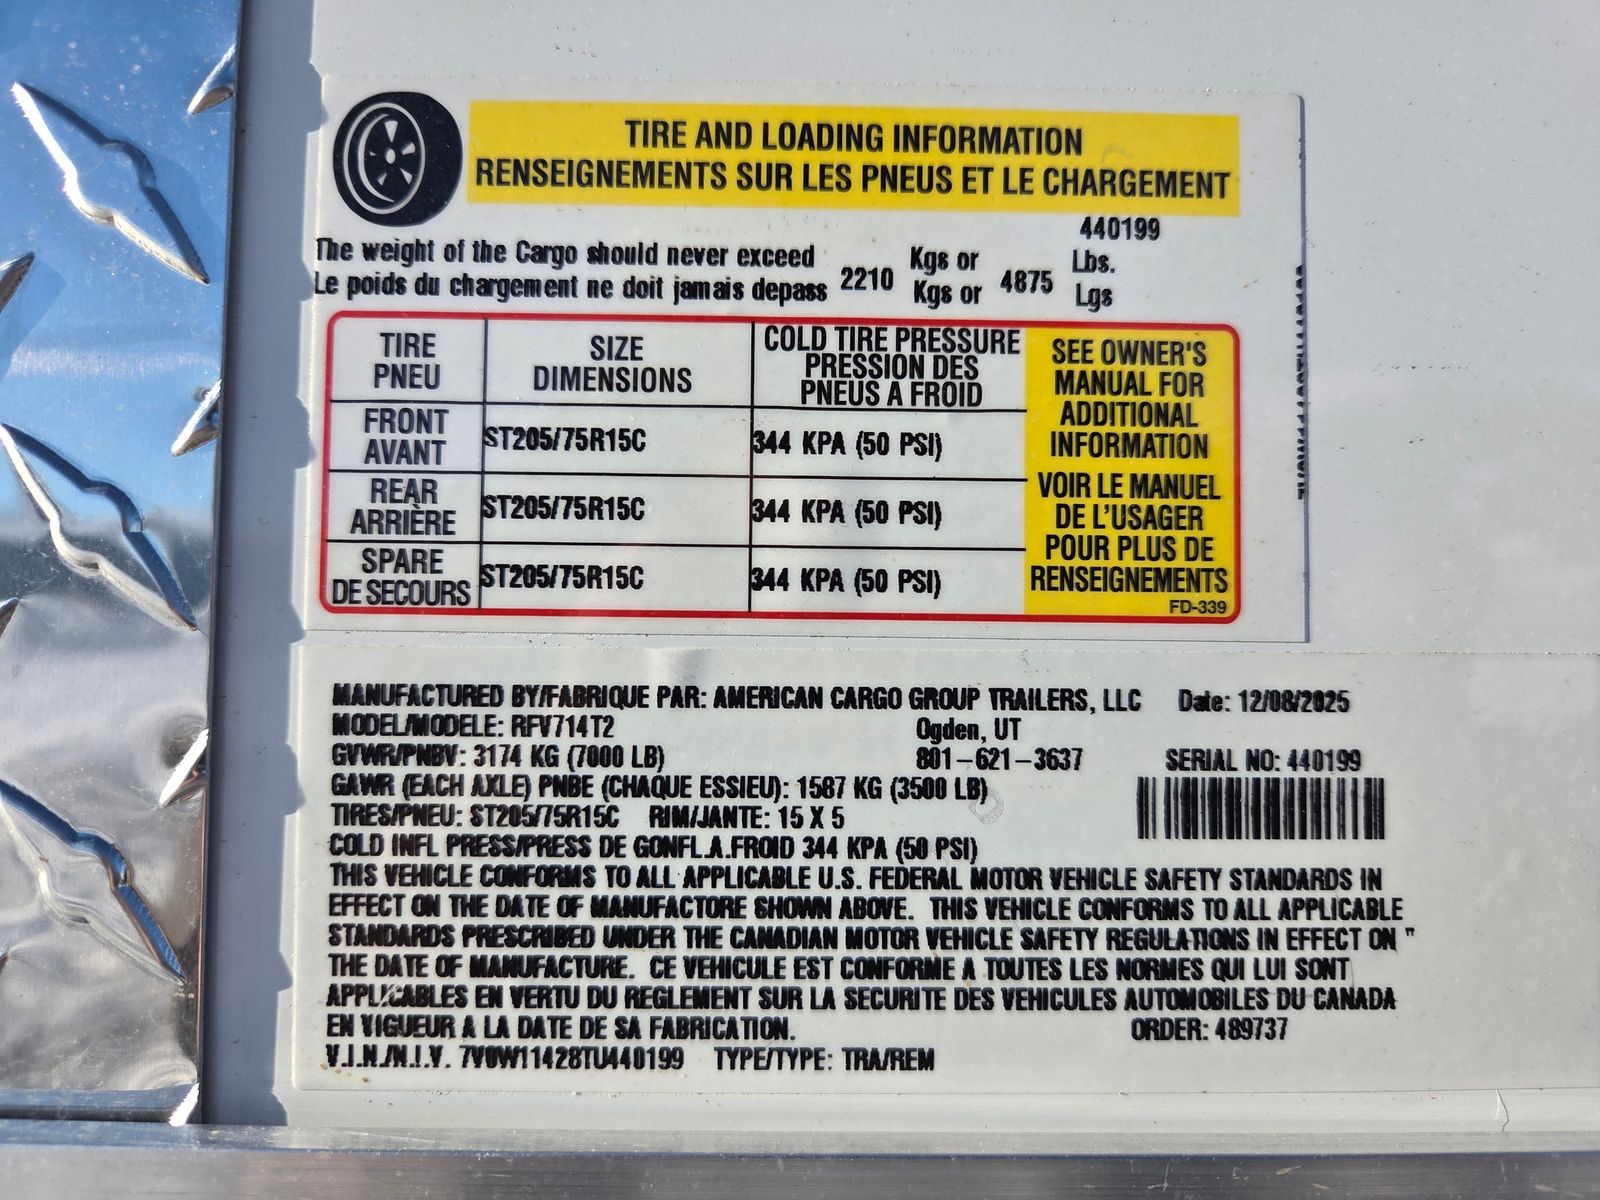 TIRE AND LOADING INFORMATION
RENSEIGNEMENTS SUR LES PNEUS ET LE CHARGEMENT
440199
The weight of the Cargo should never exceed 2210 Kgs or 4875 Lbs.
Le poids du chargement ne doit jamais depass Kgs or Lgs
TIRE
PNEU
SIZE
DIMENSIONS
COLD TIRE PRESSURE
PRESSION DES
PNEUS A FROID
FRONT
AVANT
ST205/75R15C
344 KPA (50 PSI)
REAR
ARRIÈRE
ST205/75R15C
344 KPA (50 PSI)
SPARE
DE SECOURS
ST205/75R15C
344 KPA (50 PSI)
SEE OWNER'S
MANUAL FOR
ADDITIONAL
INFORMATION
VOIR LE MANUEL
DE L'USAGER
POUR PLUS DE
RENSEIGNEMENTS
FD-339
MANUFACTURED BY/FABRIQUE PAR: AMERICAN CARGO GROUP TRAILERS, LLC Date: 12/08/2025
MODEL/MODELE: RFV714T2 Ogden, UT
GVWR/PNBV: 3174 KG (7000 LB) 801-621-3637 SERIAL NO: 440199
GAWR (EACH AXLE) PNBE (CHAQUE ESSIEU): 1587 KG (3500 LB)
TIRES/PNEU: ST205/75R15C RIM/JANTE: 15 X 5
COLD INFL PRESS/PRESS DE GONFL.A.FROID 344 KPA (50 PSI)
THIS VEHICLE CONFORMS TO ALL APPLICABLE U.S. FEDERAL MOTOR VEHICLE SAFETY STANDARDS IN
EFFECT ON THE DATE OF MANUFACTORE SHOWN ABOVE. THIS VEHICLE CONFORMS TO ALL APPLICABLE
STANDARDS PRESCRIBED UNDER THE CANADIAN MOTOR VEHICLE SAFETY REGULATIONS IN EFFECT ON "
THE DATE OF MANUFACTURE. CE VEHICULE EST CONFORME A TOUTES LES NORMES QUI LUI SONT
APPLICABLES EN VERTU DU REGLEMENT SUR LA SECURITE DES VEHICULES AUTOMOBILES DU CANADA
EN VIGUEUR A LA DATE DE SA FABRICATION. ORDER: 489737
V.I.N./N.I.V. 7V0W11428TU440199 TYPE/TYPE: TRA/REM